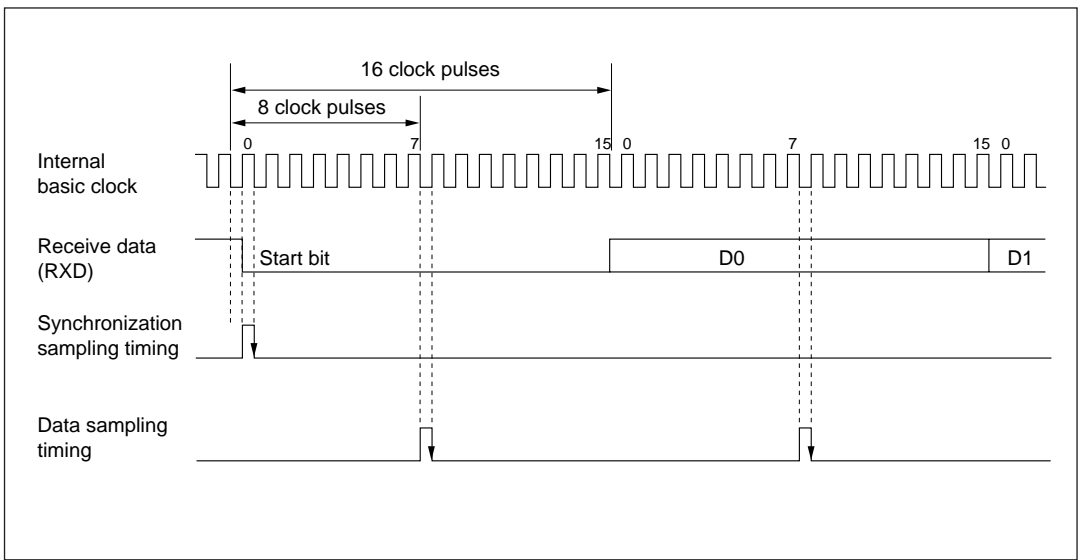 16 clock pulses
8 clock pulses
0 7 15 0 7 15 0
Internal
basic clock
Receive data
(RXD)
Start bit D0 D1
Synchronization
sampling timing
Data sampling
timing